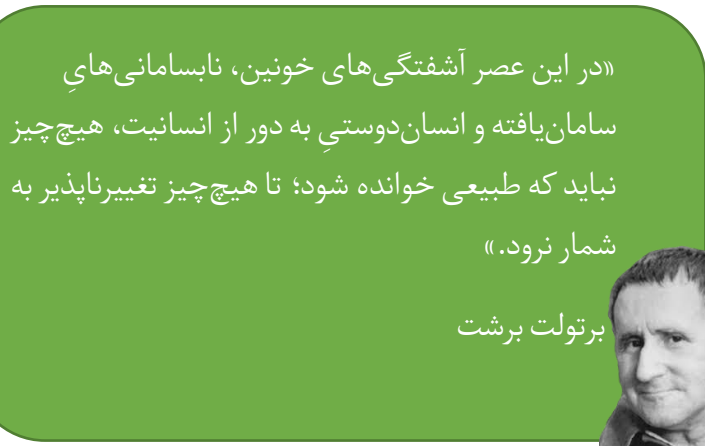 «در این عصر آشفتگی‌های خونین، نابسامانی‌هایِ
سامان‌یافته و انسان‌دوستیِ به دور از انسانیت، هیچ‌چیز
نباید که طبیعی خوانده شود؛ تا هیچ‌چیز تغییرناپذیر به
شمار نرود.»
برتولت برشت